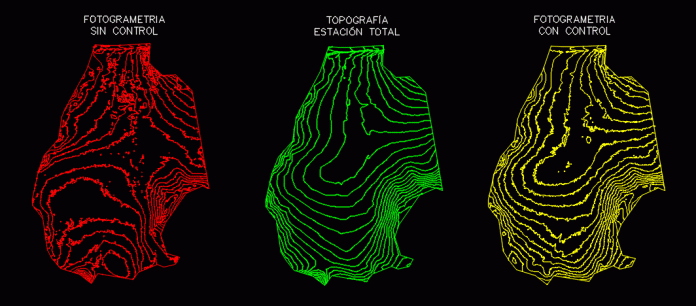 FOTOGRAMETRIA
SIN CONTROL
TOPOGRAFÍA
ESTACIÓN TOTAL
FOTOGRAMETRIA
CON CONTROL